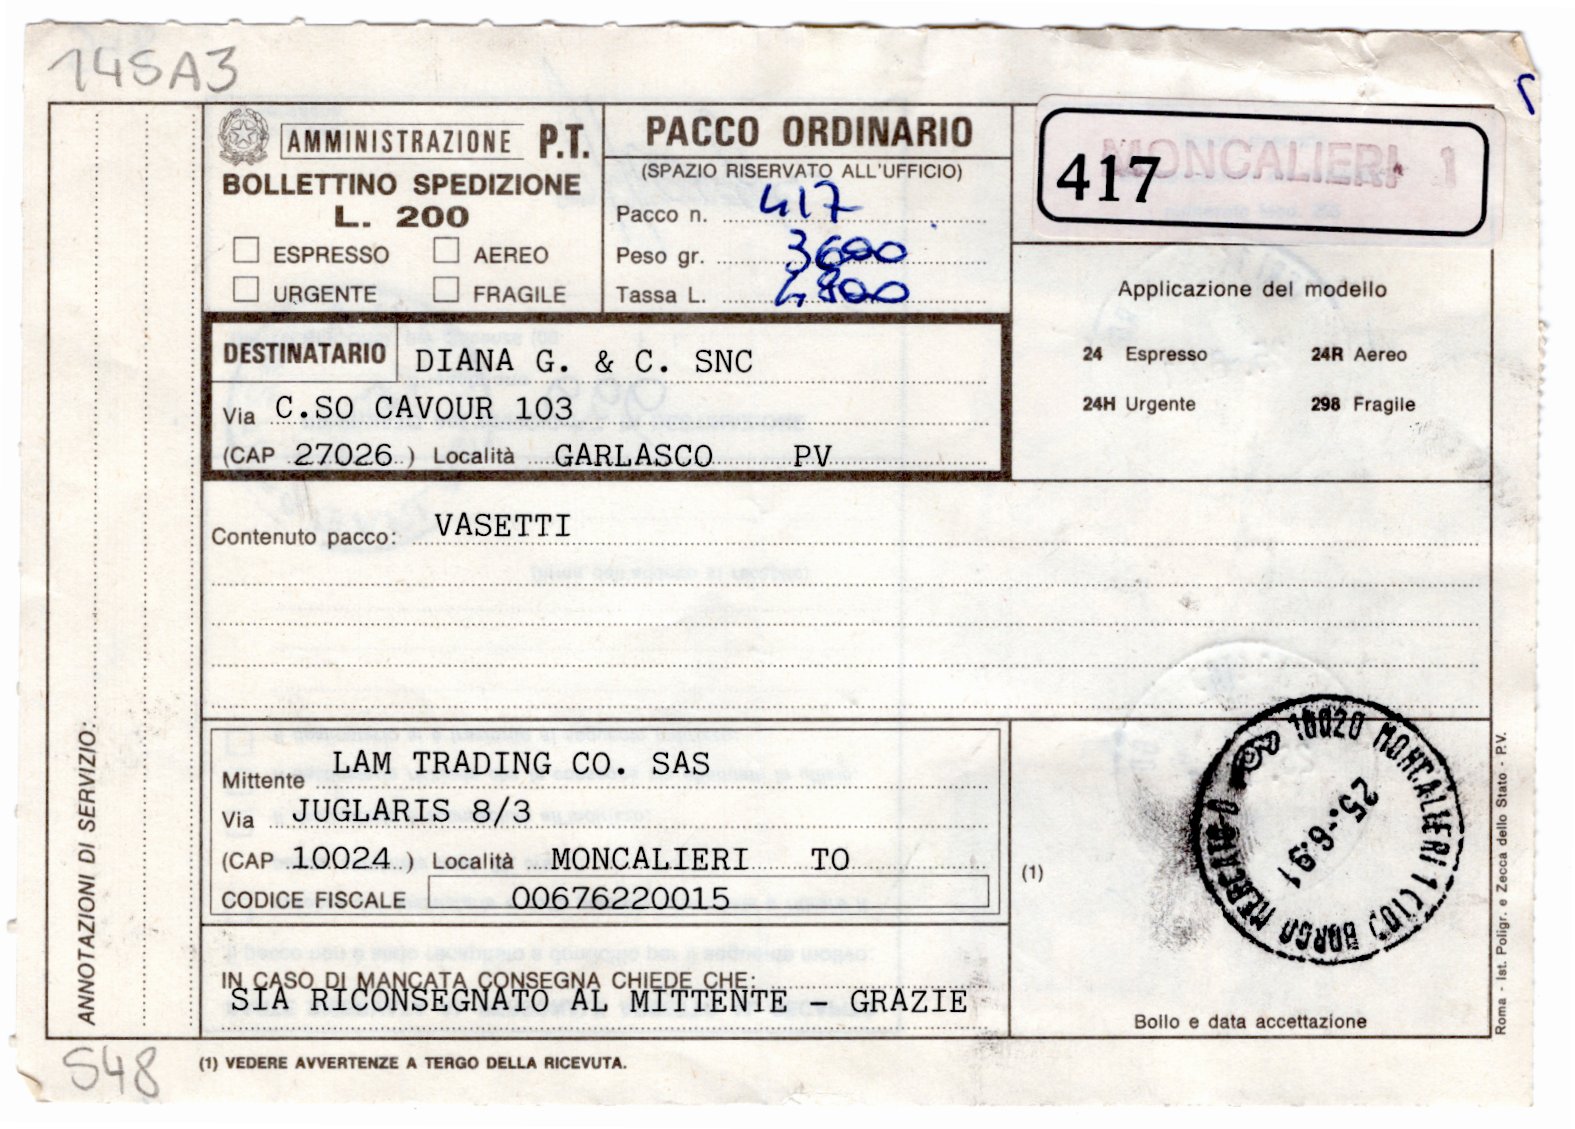 145A3
AMMINISTRAZIONE P.T.
BOLLETTINO SPEDIZIONE
L. 200
ESPRESSO AEREO
URGENTE FRAGILE
PACCO ORDINARIO
(SPAZIO RISERVATO ALL'UFFICIO)
Pacco n. 417
Peso gr. 3600
Tassa L. 4800
MONCALIERI 1
417
Applicazione del modello
24 Espresso 24R Aereo
24H Urgente 298 Fragile
DESTINATARIO DIANA G. & C. SNC
Via C.SO CAVOUR 103
(CAP 27026 ) Località GARLASCO PV
Contenuto pacco: VASETTI
Mittente LAM TRADING CO. SAS
Via JUGLARIS 8/3
(CAP 10024 ) Località MONCALIERI TO
CODICE FISCALE 00676220015
IN CASO DI MANCATA CONSEGNA CHIEDE CHE:
SIA RICONSEGNATO AL MITTENTE - GRAZIE
(1)
10020 MONCALIERI 1 (TO) BORGO MERCATO
25.-6.91
Bollo e data accettazione
ANNOTAZIONI DI SERVIZIO:
Roma - Ist. Poligr. e Zecca dello Stato - P.V.
S48
(1) VEDERE AVVERTENZE A TERGO DELLA RICEVUTA.